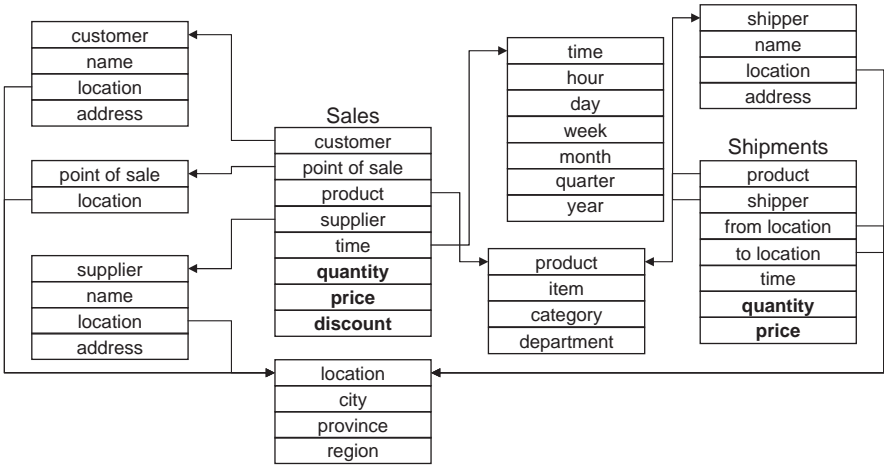 customer
name
location
address
point of sale
location
supplier
name
location
address
Sales
customer
point of sale
product
supplier
time
quantity
price
discount
location
city
province
region
time
hour
day
week
month
quarter
year
product
item
category
department
shipper
name
location
address
Shipments
product
shipper
from location
to location
time
quantity
price